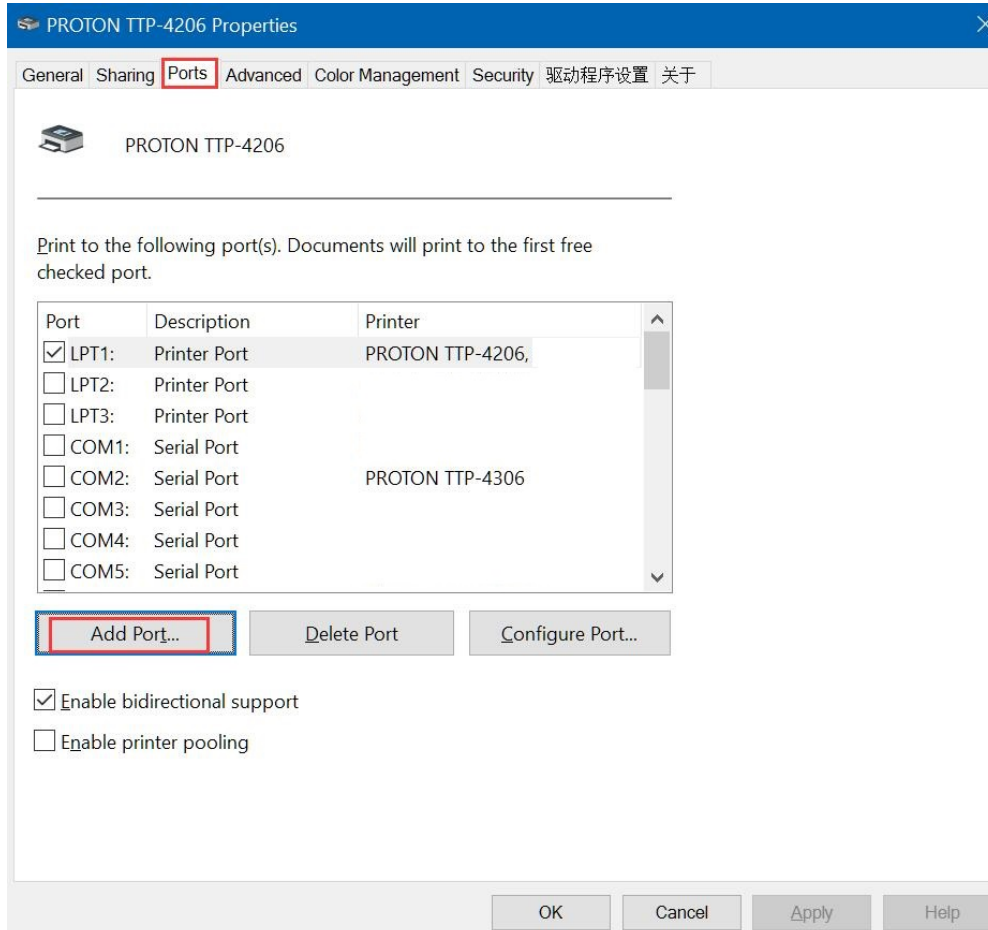 PROTON TTP-4206 Properties
General Sharing Ports Advanced Color Management Security 驱动程序设置 关于
PROTON TTP-4206
Print to the following port(s). Documents will print to the first free
checked port.
Port Description Printer
LPT1: Printer Port PROTON TTP-4206,
LPT2: Printer Port
LPT3: Printer Port
COM1: Serial Port
COM2: Serial Port PROTON TTP-4306
COM3: Serial Port
COM4: Serial Port
COM5: Serial Port
Add Port... Delete Port Configure Port...
Enable bidirectional support
Enable printer pooling
OK Cancel Apply Help